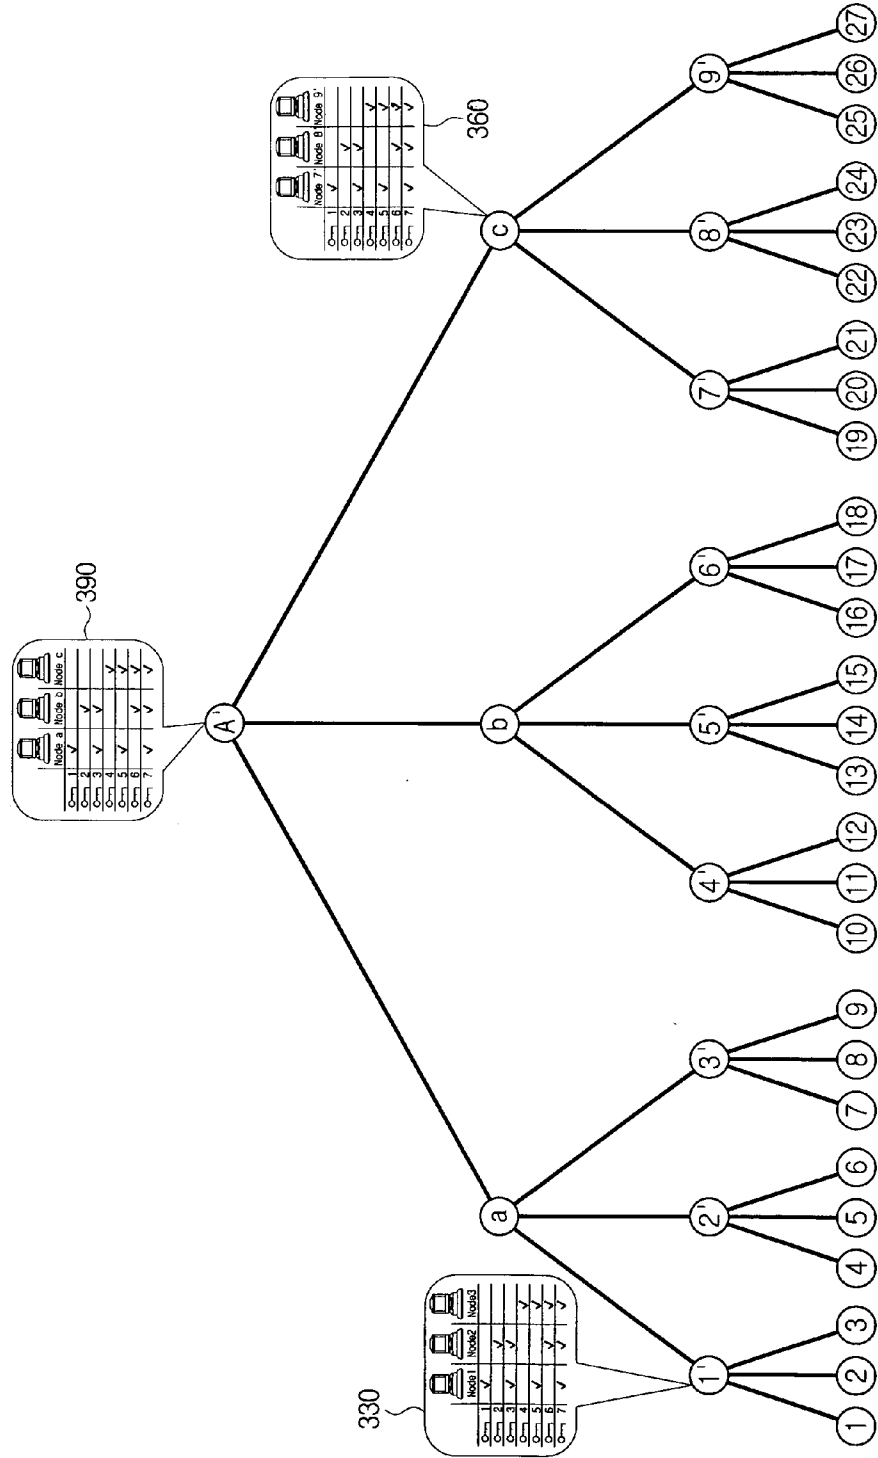 390
Node a Node b Node c
1 ✓
2 ✓
3 ✓ ✓
4 ✓
5 ✓ ✓
6 ✓ ✓
7 ✓ ✓ ✓
360
Node 7' Node 8' Node 9'
1 ✓
2 ✓
3 ✓ ✓
4 ✓
5 ✓ ✓
6 ✓ ✓
7 ✓ ✓ ✓
330
Node1 Node2 Node3
1 ✓
2 ✓
3 ✓ ✓
4 ✓
5 ✓ ✓
6 ✓ ✓
7 ✓ ✓ ✓
A'
a b c
1' 2' 3' 4' 5' 6' 7' 8' 9'
1 2 3 4 5 6 7 8 9 10 11 12 13 14 15 16 17 18 19 20 21 22 23 24 25 26 27